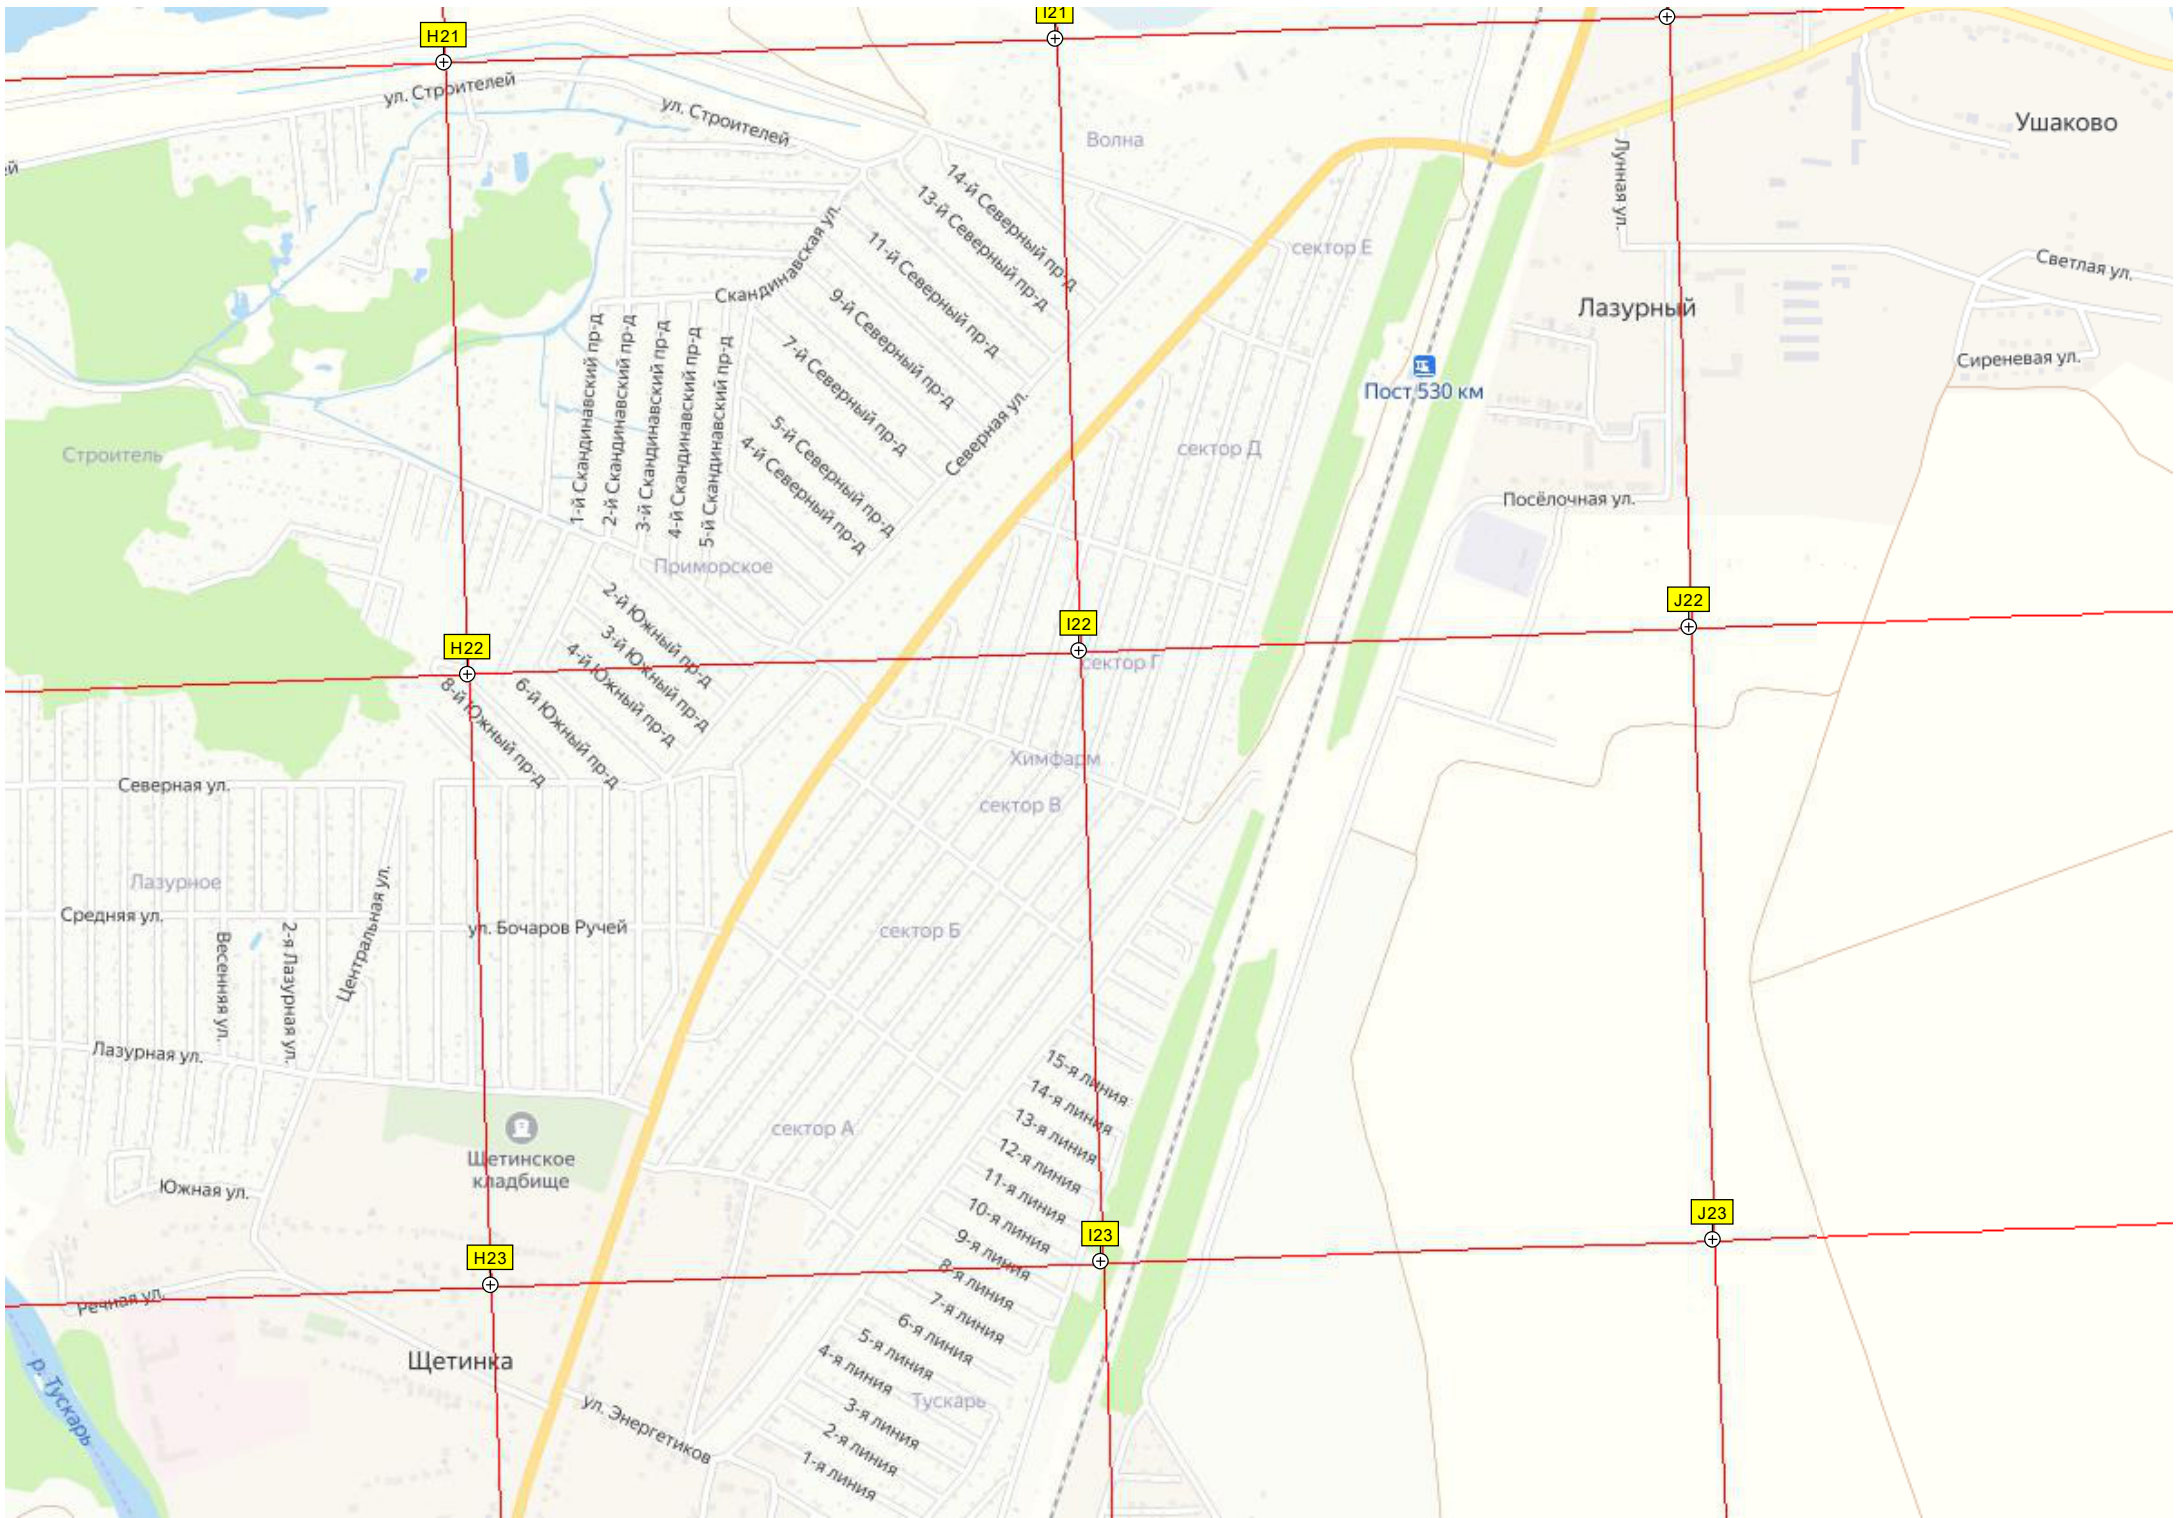 I21
H21
ул. Строителей
ул. Строителей
ей
Волна
Ушаково
Лунная ул.
14-й Северный пр-д
13-й Северный пр-д
11-й Северный пр-д
9-й Северный пр-д
7-й Северный пр-д
5-й Северный пр-д
4-й Северный пр-д
Скандинавская ул.
сектор Е
Светлая ул.
Лазурный
Сиреневая ул.
Пост 530 км
1-й Скандинавский пр-д
2-й Скандинавский пр-д
3-й Скандинавский пр-д
4-й Скандинавский пр-д
5-й Скандинавский пр-д
Северная ул.
Строитель
сектор Д
Посёлочная ул.
Приморское
2-й Южный пр-д
3-й Южный пр-д
4-й Южный пр-д
6-й Южный пр-д
8-й Южный пр-д
H22
I22
J22
сектор Г
Химфарм
Северная ул.
сектор В
Лазурное
Средняя ул.
Весенняя ул.
2-я Лазурная ул.
Центральная ул.
ул. Бочаров Ручей
сектор Б
Лазурная ул.
15-я линия
14-я линия
13-я линия
12-я линия
11-я линия
10-я линия
9-я линия
8-я линия
7-я линия
6-я линия
5-я линия
4-я линия
3-я линия
2-я линия
1-я линия
сектор А
Щетинское
кладбище
Южная ул.
H23
I23
J23
Речная ул.
р. Тускарь
Щетинка
ул. Энергетиков
Тускарь